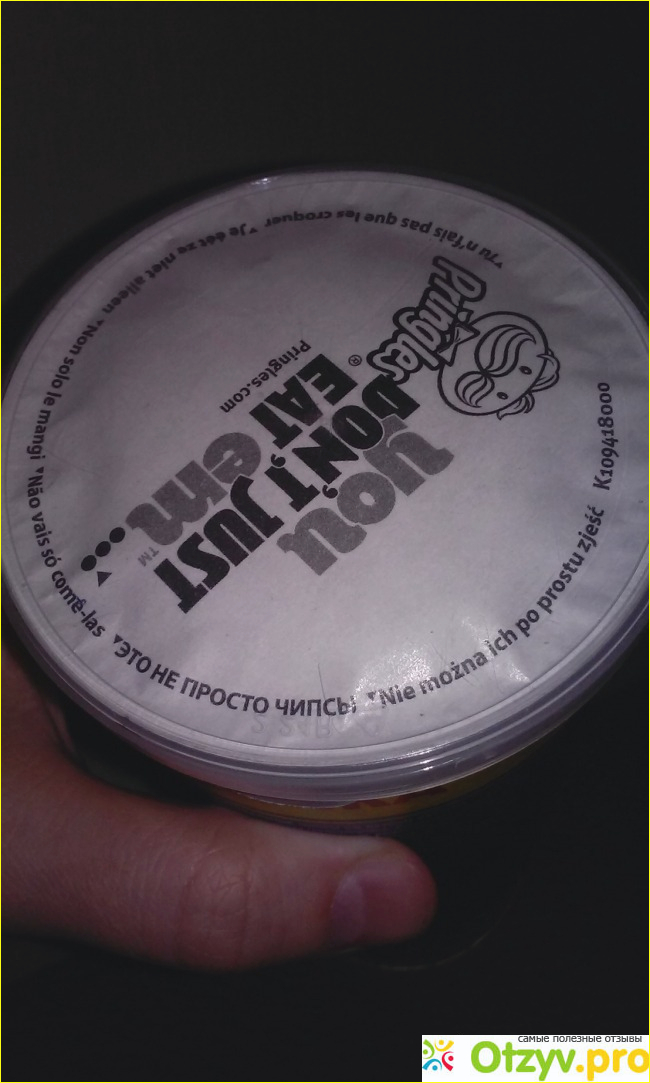 Pringles
®
YOU
DON'T JUST
EAT 'em...
™
Pringles.com
"Tu n'fais pas que les croquer
"Je éét ze niet alleen
"Non solo le mangi
"Não vais só comê-las
"ЭТО НЕ ПРОСТО ЧИПСЫ
"Nie można ich po prostu zjeść
K109418000
самые полезные отзывы
Otzyv.pro